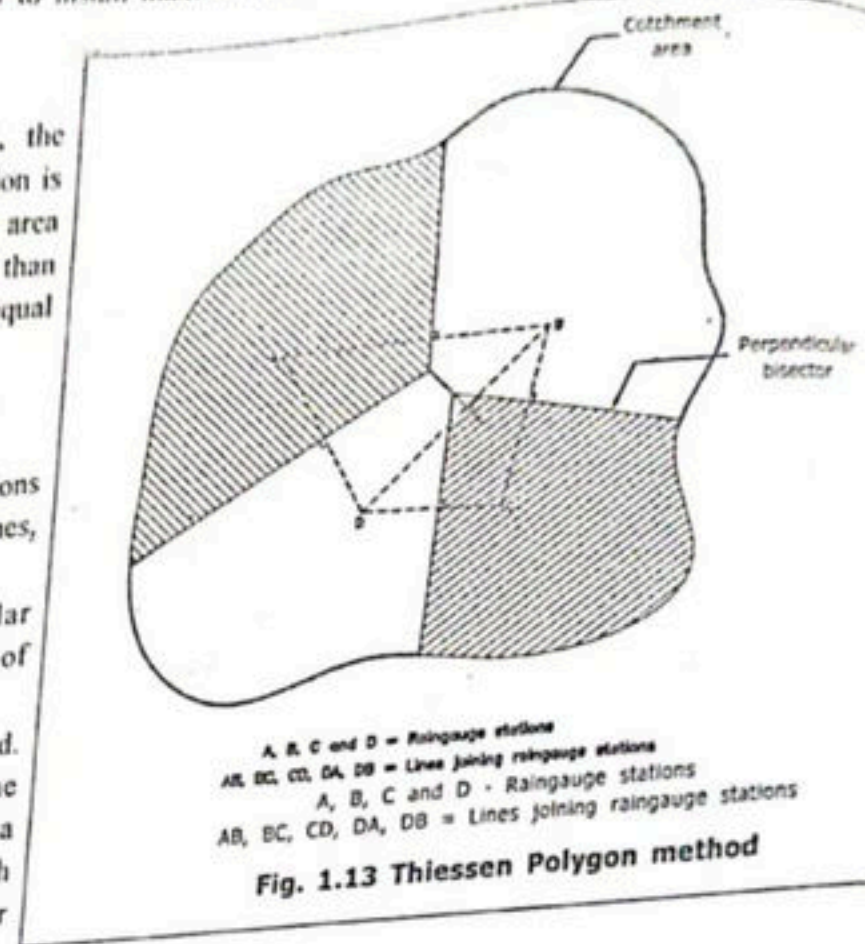 the
on is
area
than
qual
Catchment
area
B
Perpendicular
bisector
D
ons
nes,
lar
of
A, B, C and D = Raingauge stations
AB, BC, CD, DA, DB = Lines joining raingauge stations
A, B, C and D - Raingauge stations
AB, BC, CD, DA, DB = Lines joining raingauge stations
Fig. 1.13 Thiessen Polygon method
d.
ne
a
h
r